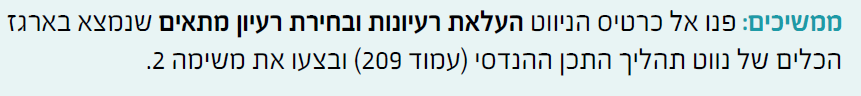 ממשיכים: פנו אל כרטיס הניווט העלאת רעיונות ובחירת רעיון מתאים שנמצא בארגז
הכלים של נווט תהליך התכן ההנדסי (עמוד 209) ובצעו את משימה 2.